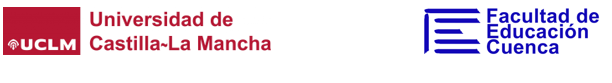 UCLM
Universidad de
Castilla~La Mancha
Facultad de
Educación
Cuenca